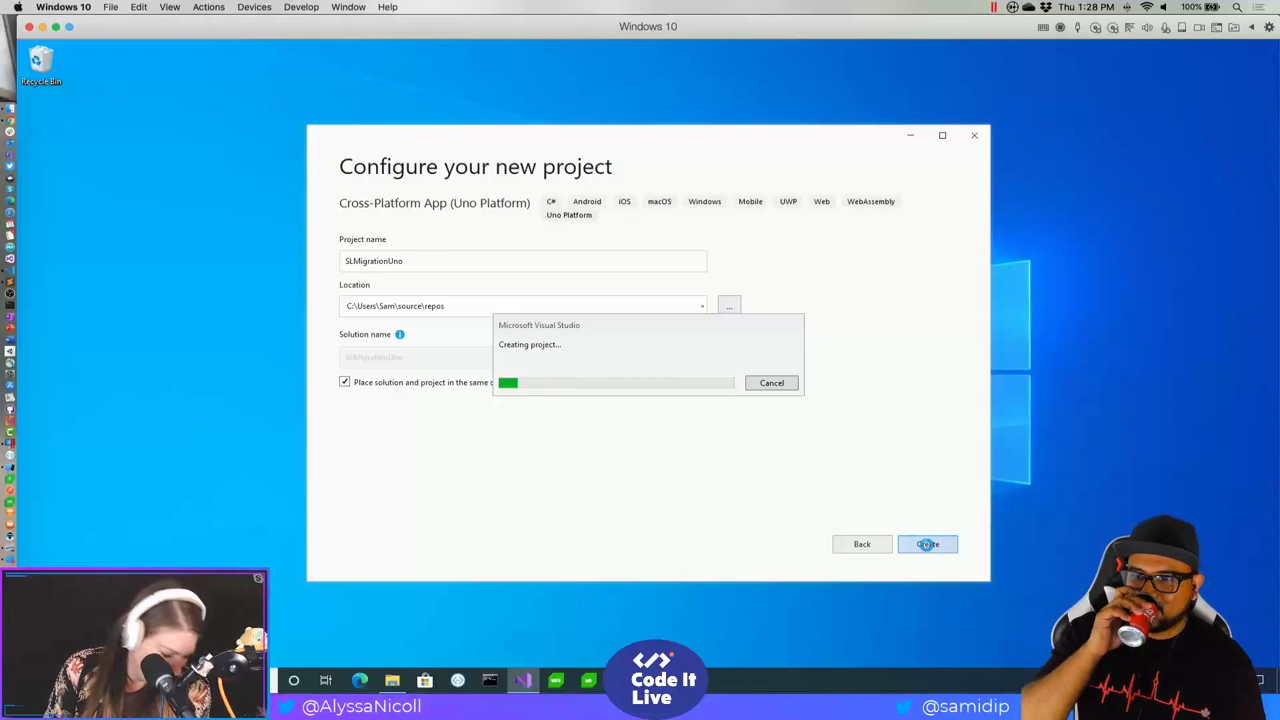 Windows 10 File Edit View Actions Devices Develop Window Help 100% Thu 1:28 PM
Windows 10
Recycle Bin
Configure your new project
Cross-Platform App (Uno Platform) C# Android iOS macOS Windows Mobile UWP Web WebAssembly
Uno Platform
Project name
SLMigrationUno
Location
C:\Users\Sam\source\repos
...
Solution name
SLMigrationUno
Place solution and project in the same
Microsoft Visual Studio
Creating project...
Cancel
Back
Create
Code It
Live
@AlyssaNicoll
@samidip